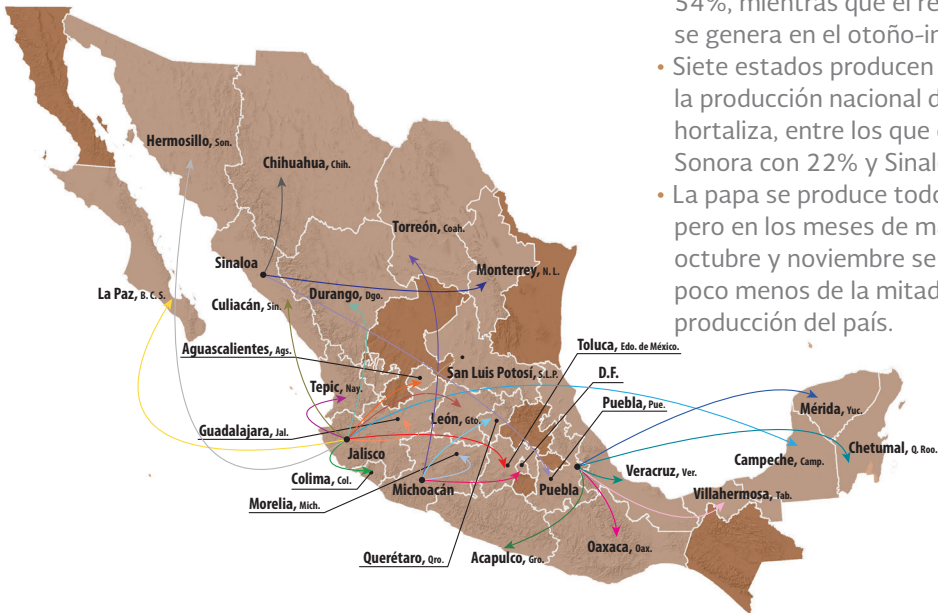 54%, mientras que el re
se genera en el otoño-in
• Siete estados producen
la producción nacional d
hortaliza, entre los que
Sonora con 22% y Sinal
• La papa se produce todo
pero en los meses de ma
octubre y noviembre se
poco menos de la mitad
producción del país.
Hermosillo, Son.
Chihuahua, Chih.
Torreón, Coah.
Sinaloa
Monterrey, N. L.
La Paz, B. C. S.
Culiacán, Sin.
Durango, Dgo.
Aguascalientes, Ags.
San Luis Potosí, S.L.P.
Toluca, Edo. de México.
D.F.
Tepic, Nay.
León, Gto.
Puebla, Pue.
Mérida, Yuc.
Guadalajara, Jal.
Jalisco
Campeche, Camp.
Chetumal, Q. Roo.
Colima, Col.
Michoacán
Puebla
Veracruz, Ver.
Villahermosa, Tab.
Morelia, Mich.
Querétaro, Qro.
Acapulco, Gro.
Oaxaca, Oax.